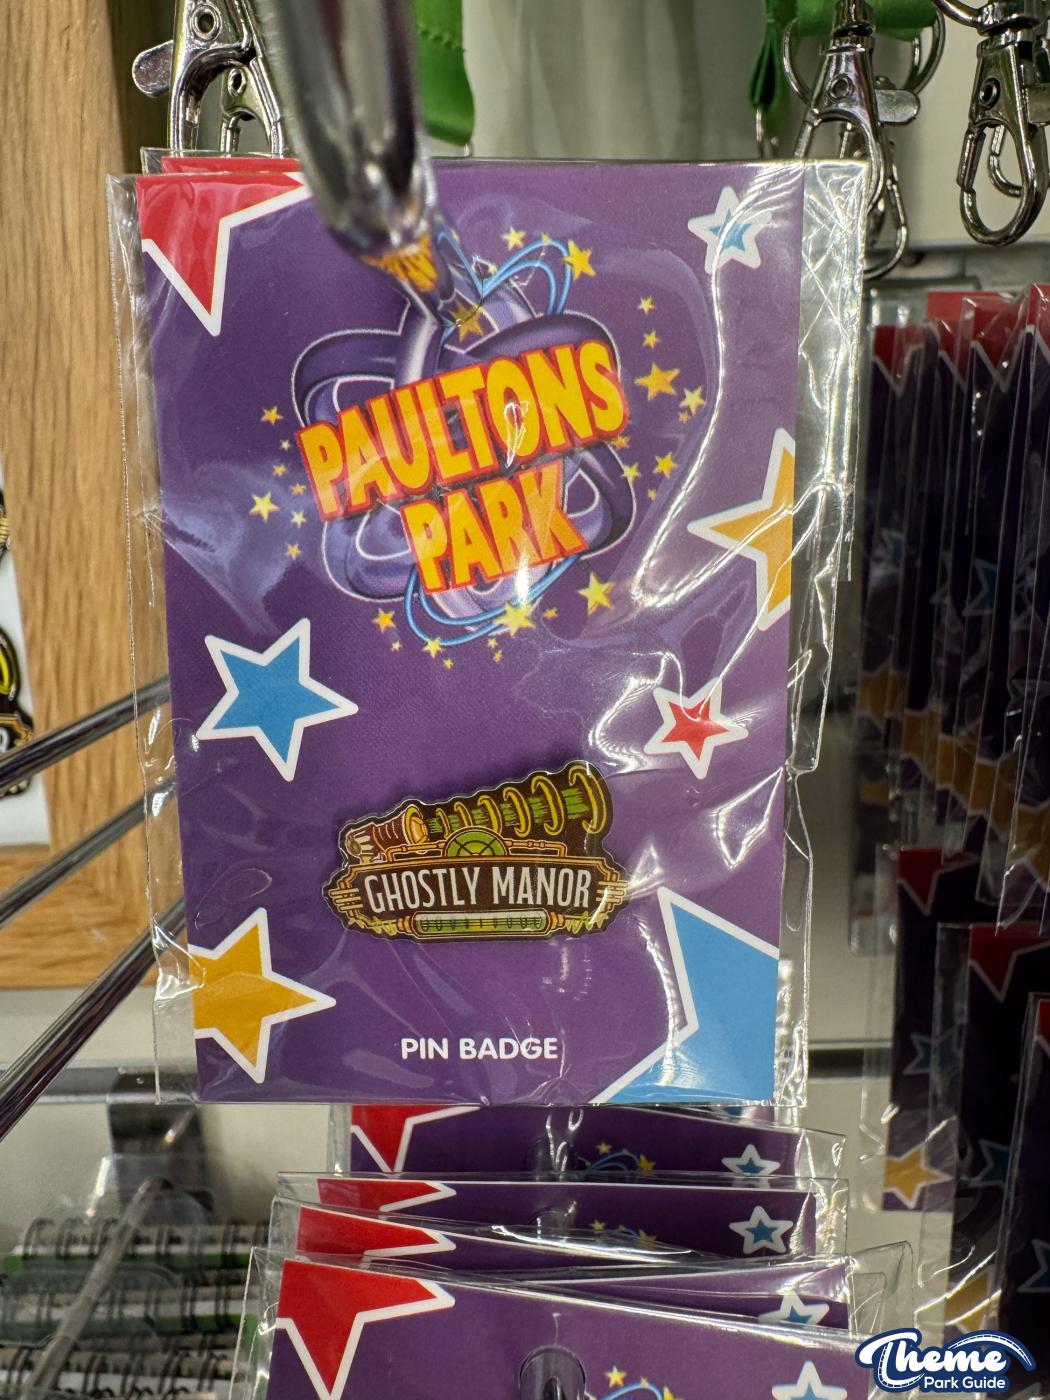 PAULTONS
PARK
GHOSTLY MANOR
PIN BADGE
Theme
Park Guide